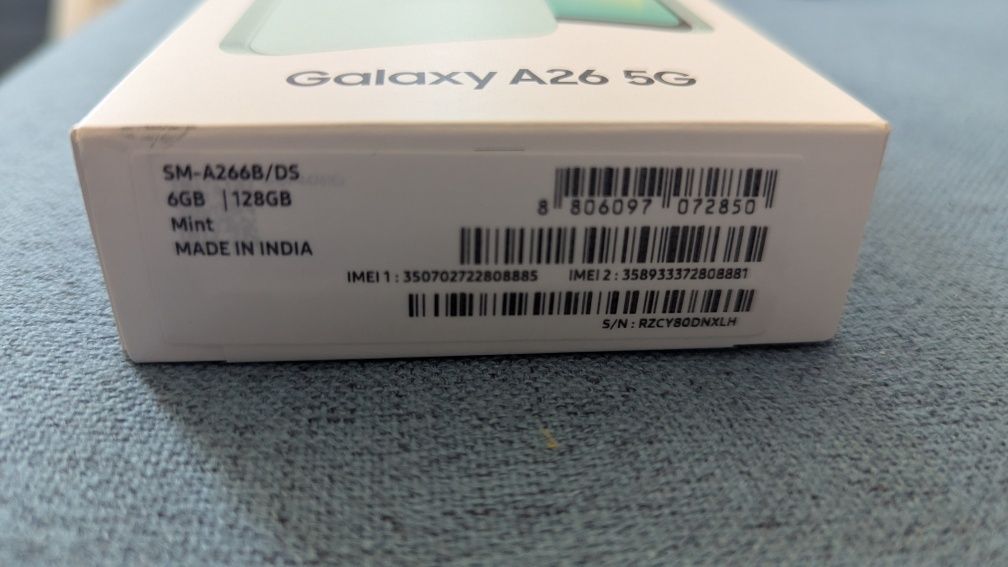 Galaxy A26 5G
SM-A266B/DS
6GB | 128GB
Mint
MADE IN INDIA
8 806097 072850
IMEI 1 : 350702722808885 IMEI 2 : 358933372808881
S/N : RZCY80DNXLH